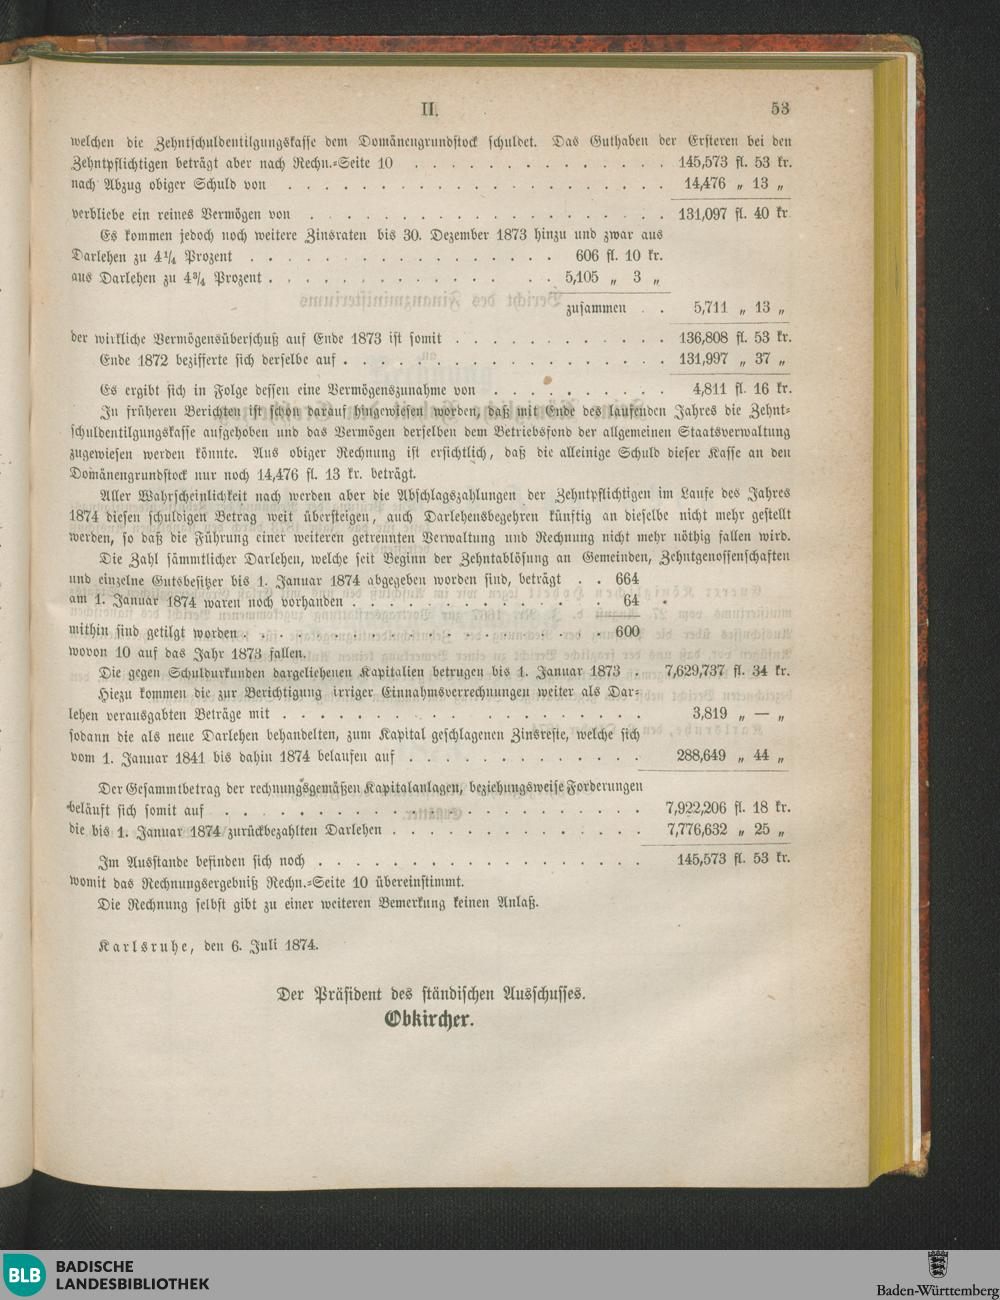 II. 53
welchen die Zehntschuldentilgungskasse dem Domänengrundstock schuldet. Das Guthaben der Ersteren bei den
Zehntpflichtigen beträgt aber nach Rechn.=Seite 10 . . . . . . . . . . . 145,573 fl. 53 kr.
nach Abzug obiger Schuld von . . . . . . . . . . . . . . . . . . 14,476 „ 13 „
verbliebe ein reines Vermögen von . . . . . . . . . . . . . . . . . 131,097 fl. 40 kr
Es kommen jedoch noch weitere Zinsraten bis 30. Dezember 1873 hinzu und zwar aus
Darlehen zu 4¼ Prozent . . . . . . . . . . . . . . . 606 fl. 10 kr.
aus Darlehen zu 4¾ Prozent . . . . . . . . . . . . . . 5,105 „ 3 „
zusammen . . 5,711 „ 13 „
der wirkliche Vermögensüberschuß auf Ende 1873 ist somit . . . . . . . . . . 136,808 fl. 53 kr.
Ende 1872 bezifferte sich derselbe auf . . . . . . . . . . . . . . . . 131,997 „ 37 „
Es ergibt sich in Folge dessen eine Vermögenszunahme von . . . . . . . . . 4,811 fl. 16 kr.
In früheren Berichten ist schon darauf hingewiesen worden, daß mit Ende des laufenden Jahres die Zehnt=
schuldentilgungskasse aufgehoben und das Vermögen derselben dem Betriebsfond der allgemeinen Staatsverwaltung
zugewiesen werden könnte. Aus obiger Rechnung ist ersichtlich, daß die alleinige Schuld dieser Kasse an den
Domänengrundstock nur noch 14,476 fl. 13 kr. beträgt.
Aller Wahrscheinlichkeit nach werden aber die Abschlagszahlungen der Zehntpflichtigen im Laufe des Jahres
1874 diesen schuldigen Betrag weit übersteigen, auch Darlehensbegehren künftig an dieselbe nicht mehr gestellt
werden, so daß die Führung einer weiteren getrennten Verwaltung und Rechnung nicht mehr nöthig fallen wird.
Die Zahl sämmtlicher Darlehen, welche seit Beginn der Zehntablösung an Gemeinden, Zehntgenossenschaften
und einzelne Gutsbesitzer bis 1. Januar 1874 abgegeben worden sind, beträgt . . 664
am 1. Januar 1874 waren noch vorhanden . . . . . . . . . . . . 64
mithin sind getilgt worden . . . . . . . . . . . . . . . . . 600
wovon 10 auf das Jahr 1873 fallen.
Die gegen Schuldurkunden dargeliehenen Kapitalien betrugen bis 1. Januar 1873 . 7,629,737 fl. 34 kr.
Hiezu kommen die zur Berichtigung irriger Einnahmsverrechnungen weiter als Dar=
lehen verausgabten Beträge mit . . . . . . . . . . . . . . . . . 3,819 „ — „
sodann die als neue Darlehen behandelten, zum Kapital geschlagenen Zinsreste, welche sich
vom 1. Januar 1841 bis dahin 1874 belaufen auf . . . . . . . . . . . 288,649 „ 44 „
Der Gesammtbetrag der rechnungsgemäßen Kapitalanlagen, beziehungsweise Forderungen
beläuft sich somit auf . . . . . . . . . . . . . . . . . . . . 7,922,206 fl. 18 kr.
die bis 1. Januar 1874 zurückbezahlten Darlehen . . . . . . . . . . . . 7,776,632 „ 25 „
Im Ausstande befinden sich noch . . . . . . . . . . . . . . . . 145,573 fl. 53 kr.
womit das Rechnungsergebniß Rechn.=Seite 10 übereinstimmt.
Die Rechnung selbst gibt zu einer weiteren Bemerkung keinen Anlaß.
Karlsruhe, den 6. Juli 1874.
Der Präsident des ständischen Ausschusses.
Obkircher.
BLB BADISCHE
LANDESBIBLIOTHEK
Baden-Württemberg